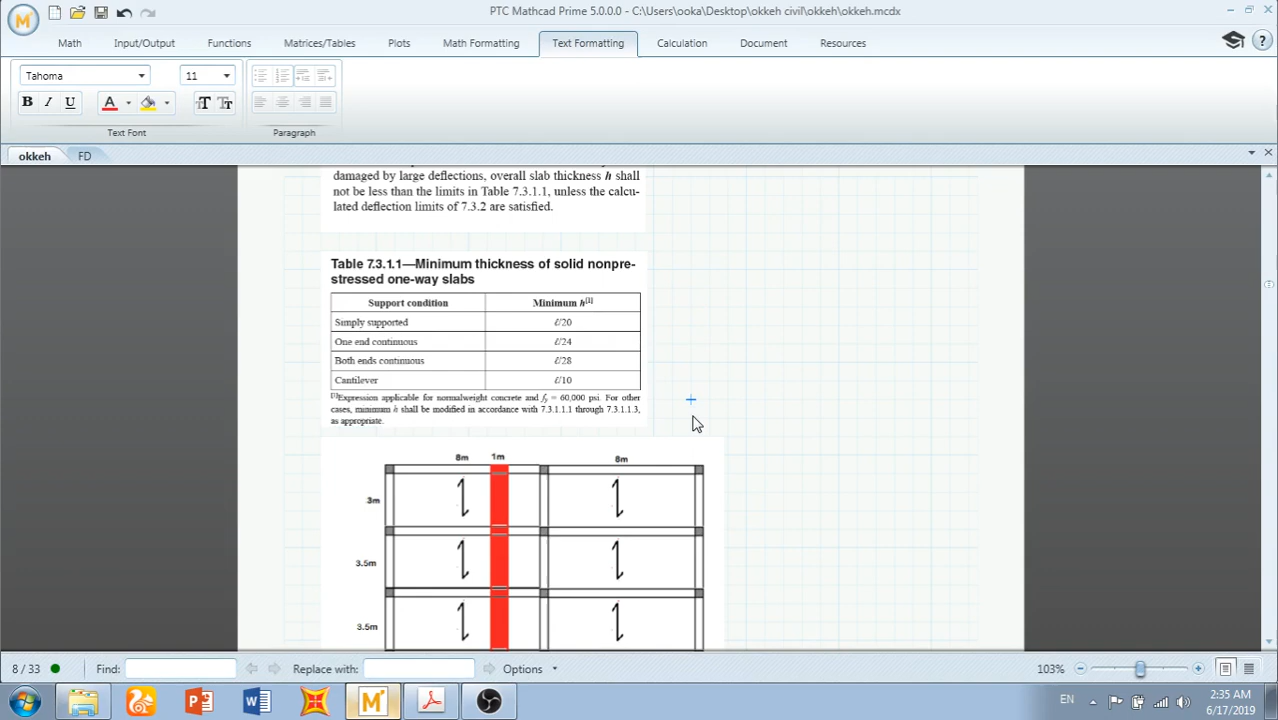 PTC Mathcad Prime 5.0.0.0 - C:\Users\ooka\Desktop\okkeh civil\okkeh\okkeh.mcdx
Math Input/Output Functions Matrices/Tables Plots Math Formatting Text Formatting Calculation Document Resources
Tahoma 11
B I U A
Text Font Paragraph
okkeh FD
damaged by large deflections, overall slab thickness h shall
not be less than the limits in Table 7.3.1.1, unless the calcu-
lated deflection limits of 7.3.2 are satisfied.
Table 7.3.1.1—Minimum thickness of solid nonpre-
stressed one-way slabs
Support condition Minimum h[1]
Simply supported ℓ/20
One end continuous ℓ/24
Both ends continuous ℓ/28
Cantilever ℓ/10
[1]Expression applicable for normalweight concrete and fy = 60,000 psi. For other
cases, minimum h shall be modified in accordance with 7.3.1.1.1 through 7.3.1.1.3,
as appropriate.
8m 1m 8m
3m
3.5m
3.5m
8 / 33 Find: Replace with: Options 103%
EN 2:35 AM
6/17/2019